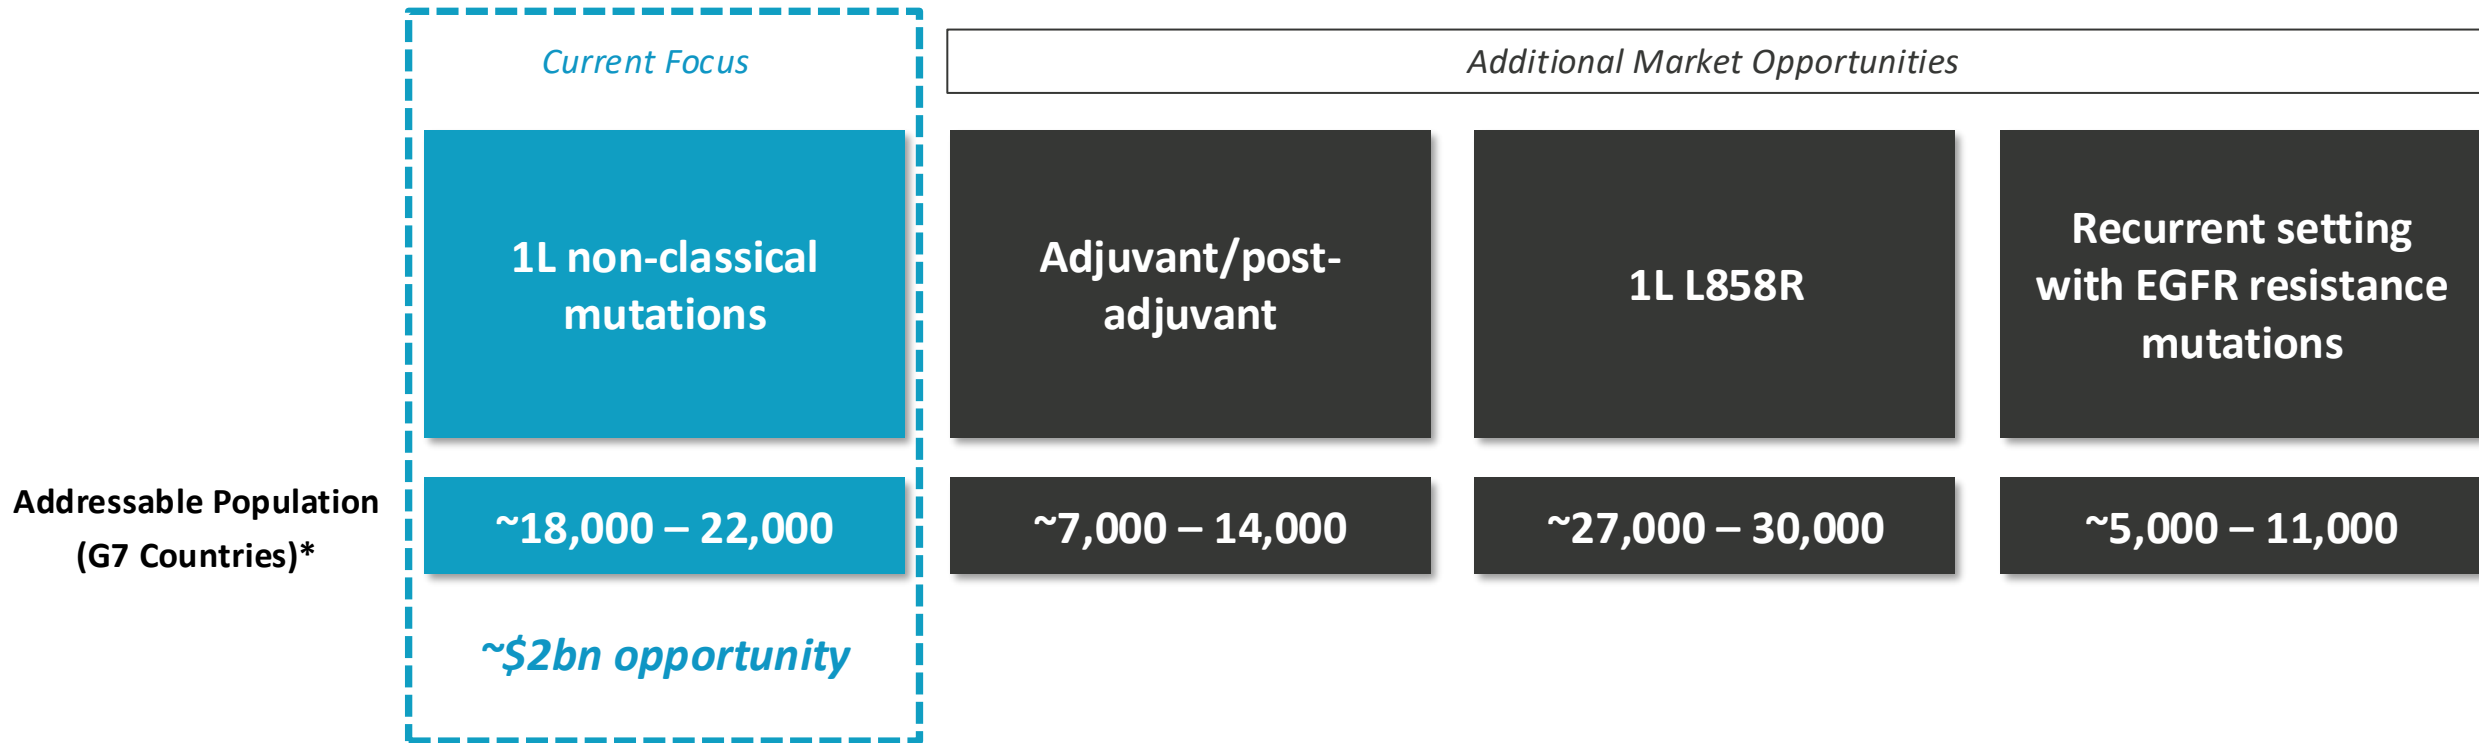 Current Focus
Additional Market Opportunities
1L non-classical
mutations
Adjuvant/post-
adjuvant
1L L858R
Recurrent setting
with EGFR resistance
mutations
Addressable Population
(G7 Countries)*
~18,000 – 22,000
~7,000 – 14,000
~27,000 – 30,000
~5,000 – 11,000
~$2bn opportunity